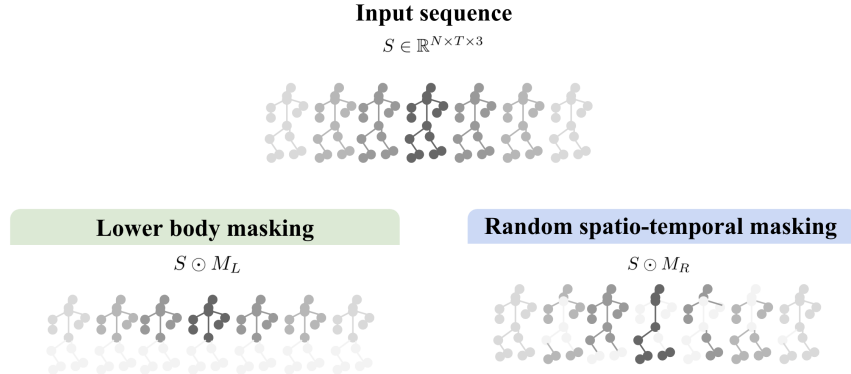 Input sequence
S ∈ ℝ^{N×T×3}
Lower body masking
Random spatio-temporal masking
S ⊙ M_L
S ⊙ M_R